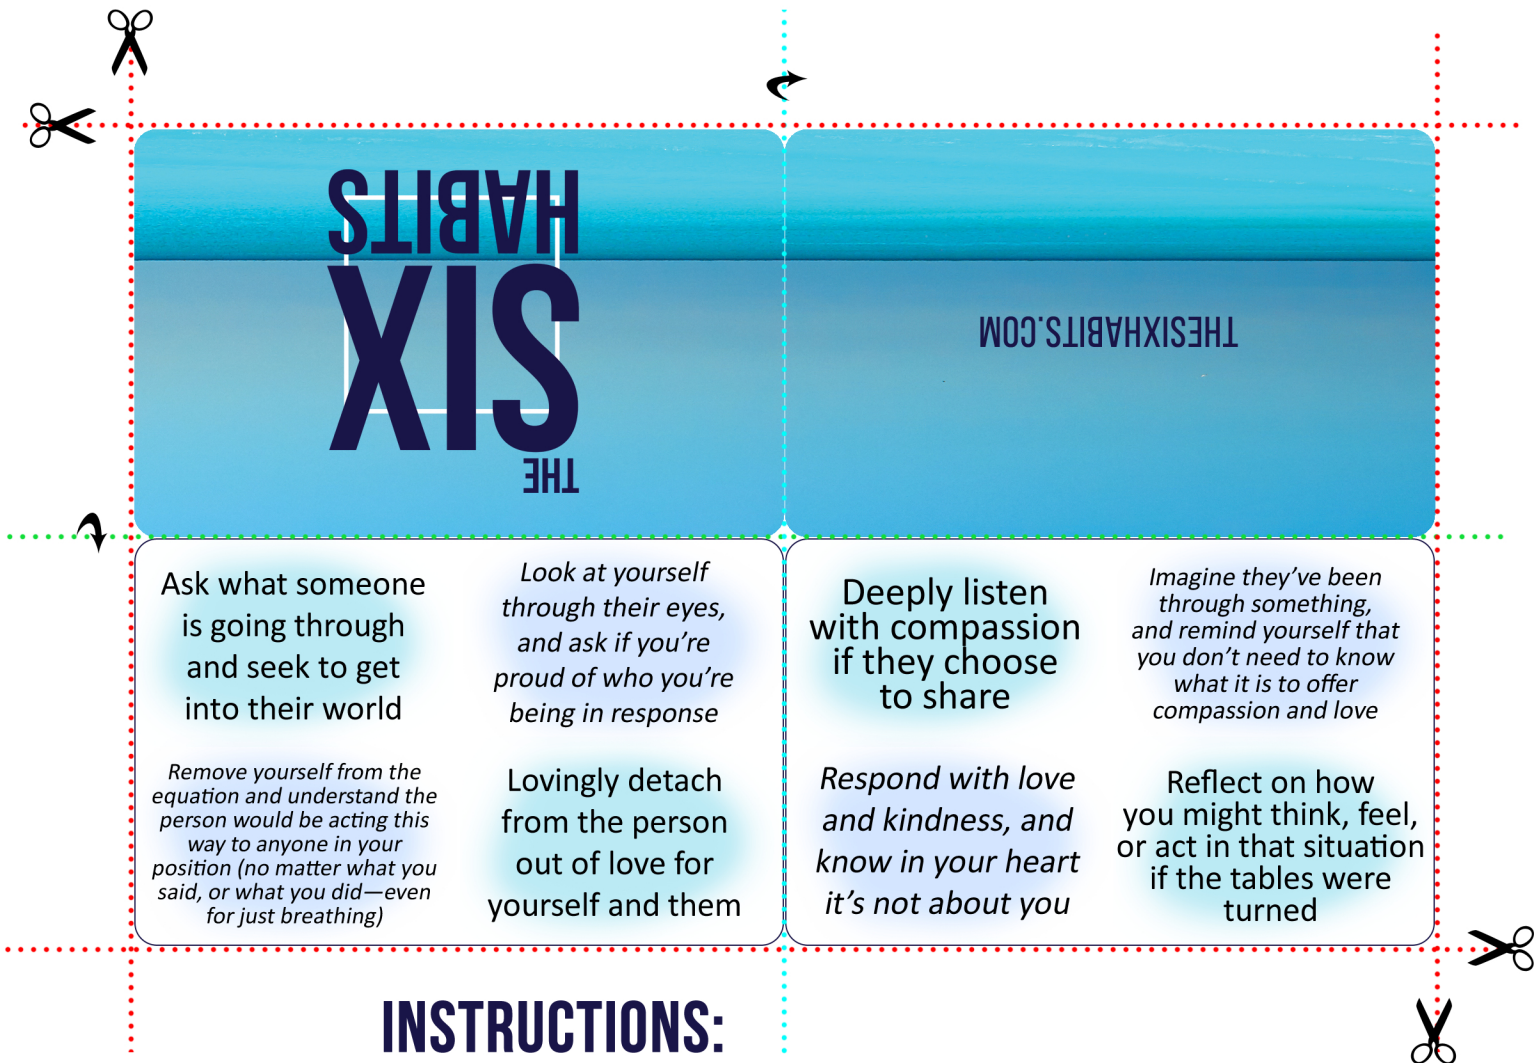 THE
SIX
HABITS
THESIXHABITS.COM
Ask what someone
is going through
and seek to get
into their world
Look at yourself
through their eyes,
and ask if you’re
proud of who you’re
being in response
Deeply listen
with compassion
if they choose
to share
Imagine they’ve been
through something,
and remind yourself that
you don’t need to know
what it is to offer
compassion and love
Remove yourself from the
equation and understand the
person would be acting this
way to anyone in your
position (no matter what you
said, or what you did—even
for just breathing)
Lovingly detach
from the person
out of love for
yourself and them
Respond with love
and kindness, and
know in your heart
it’s not about you
Reflect on how
you might think, feel,
or act in that situation
if the tables were
turned
INSTRUCTIONS: